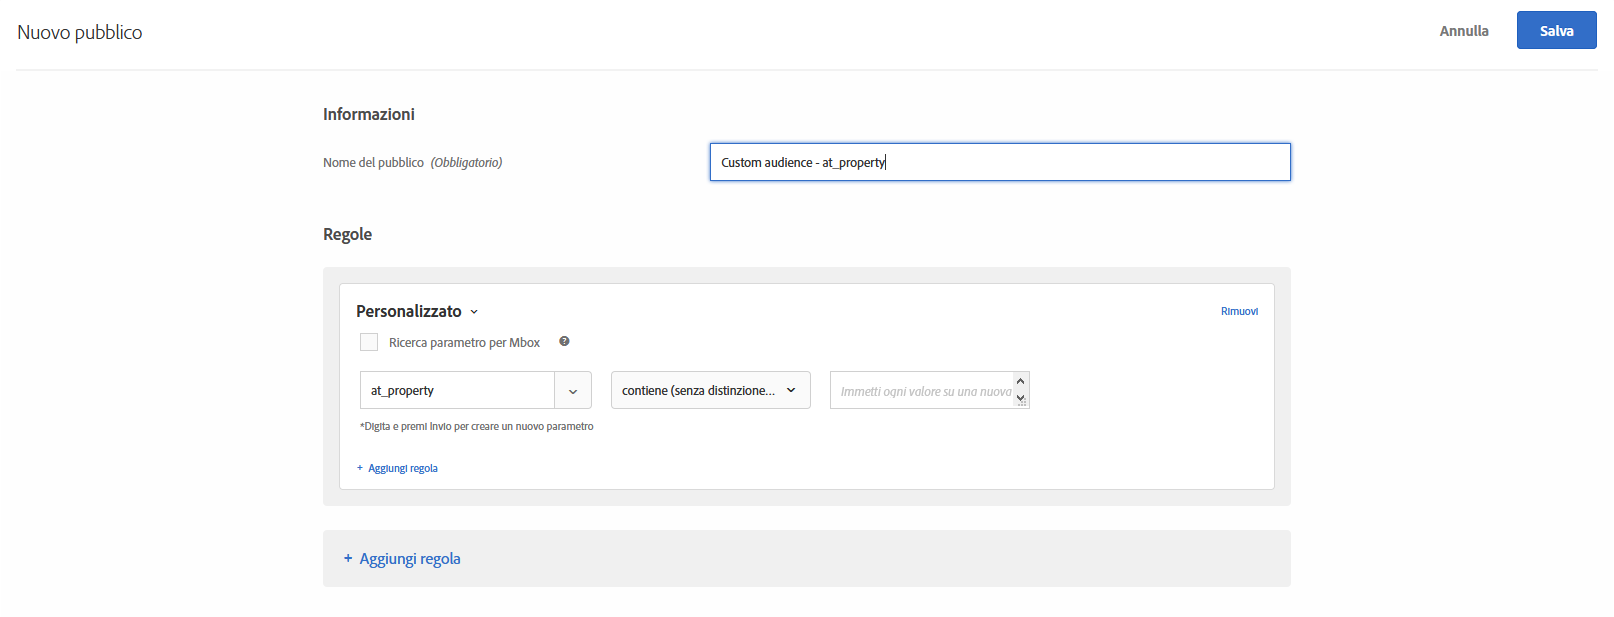 Nuovo pubblico
Annulla
Salva
Informazioni
Nome del pubblico (Obbligatorio)
Custom audience - at_property
Regole
Personalizzato
Rimuovi
Ricerca parametro per Mbox
?
at_property
contiene (senza distinzione...
Immetti ogni valore su una nuova
*Digita e premi Invio per creare un nuovo parametro
+ Aggiungi regola
+ Aggiungi regola